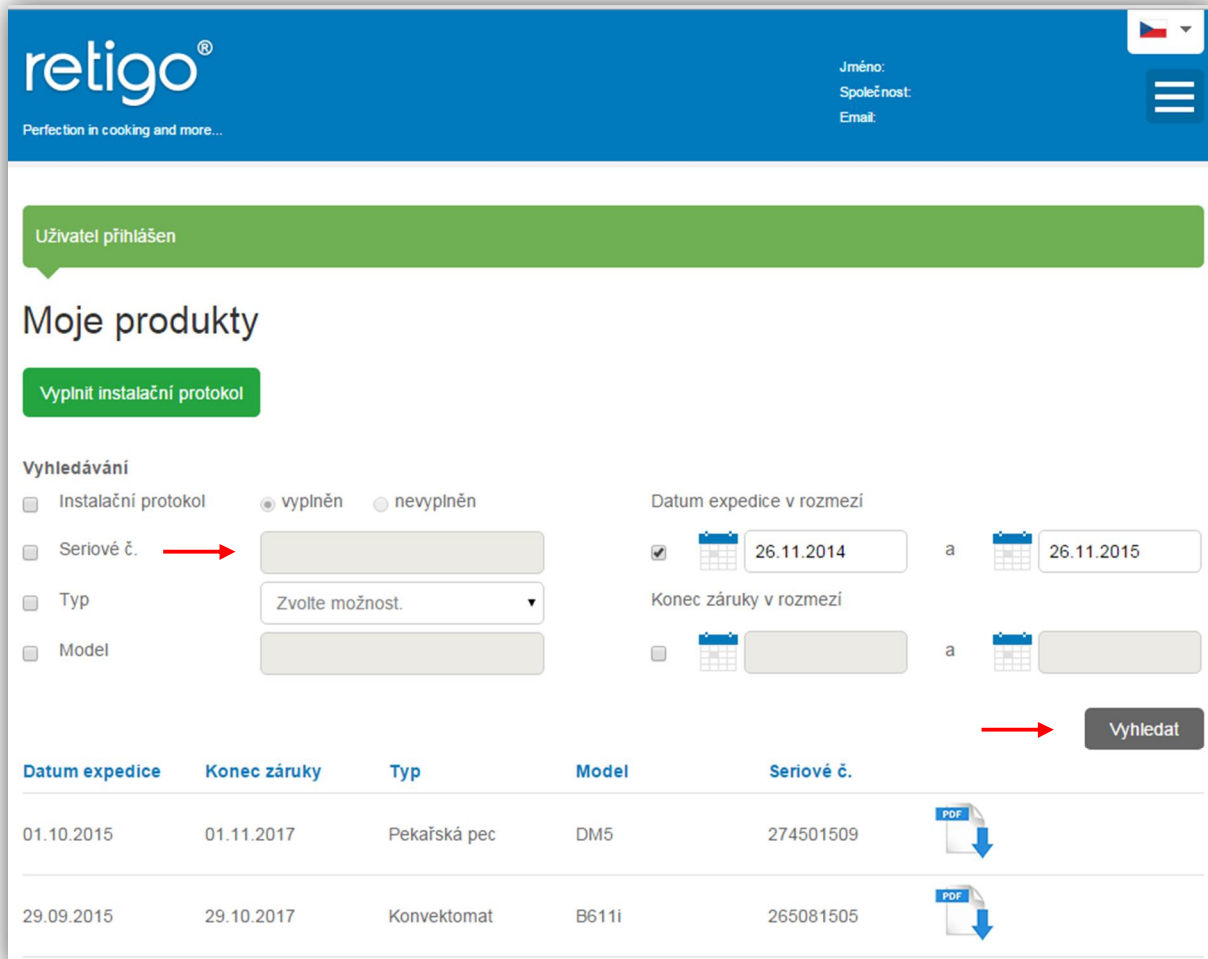 retigo®
Perfection in cooking and more...
Jméno:
Společnost:
Email:
Uživatel přihlášen
Moje produkty
Vyplnit instalační protokol
Vyhledávání
Instalační protokol vyplněn nevyplněn
Datum expedice v rozmezí
Seriové č.
26.11.2014 a 26.11.2015
Typ Zvolte možnost.
Konec záruky v rozmezí
Model
a
Vyhledat
Datum expedice Konec záruky Typ Model Seriové č.
01.10.2015 01.11.2017 Pekařská pec DM5 274501509 PDF
29.09.2015 29.10.2017 Konvektomat B611i 265081505 PDF